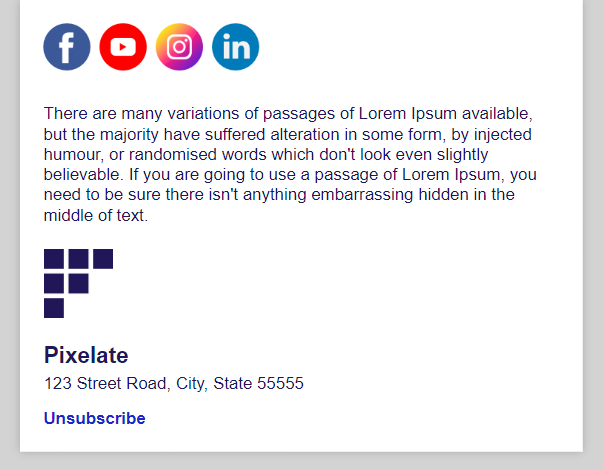 There are many variations of passages of Lorem Ipsum available,
but the majority have suffered alteration in some form, by injected
humour, or randomised words which don't look even slightly
believable. If you are going to use a passage of Lorem Ipsum, you
need to be sure there isn't anything embarrassing hidden in the
middle of text.
Pixelate
123 Street Road, City, State 55555
Unsubscribe